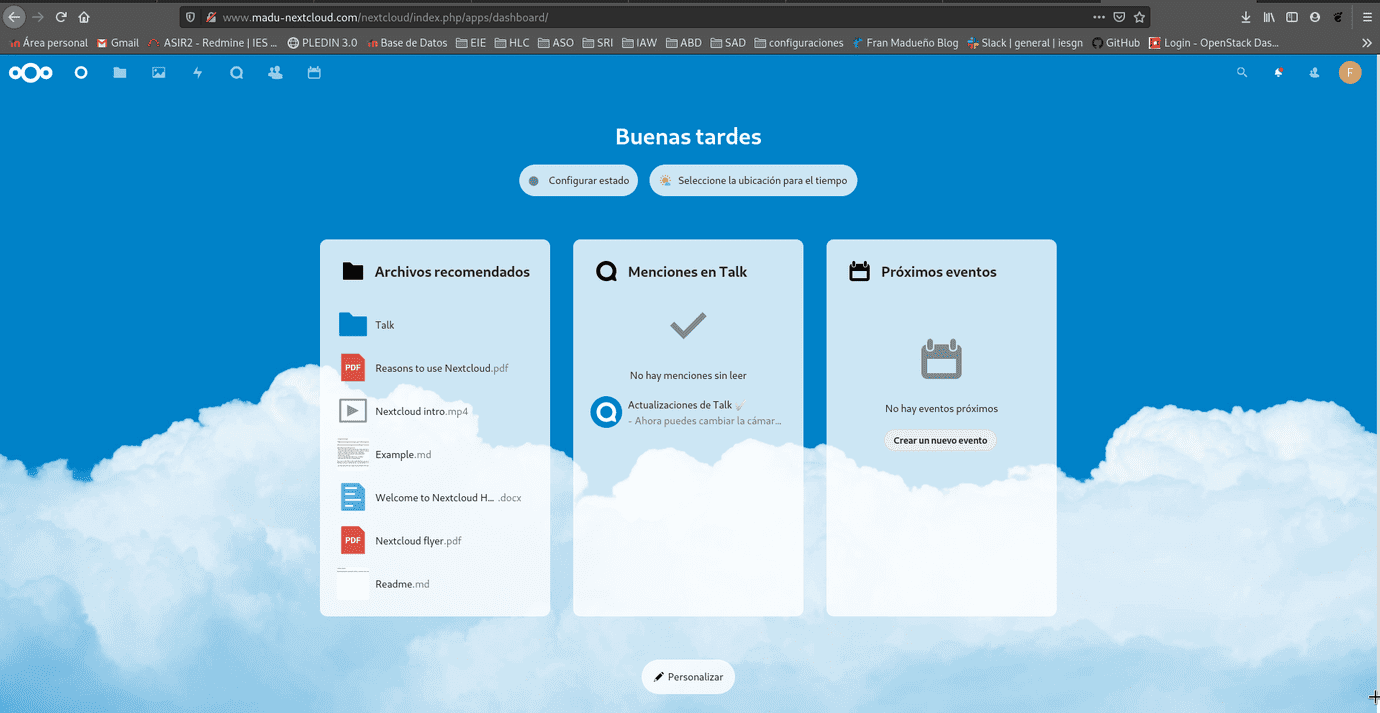 www.madu-nextcloud.com/nextcloud/index.php/apps/dashboard/
Área personal Gmail ASIR2 - Redmine | IES ... PLEDIN 3.0 Base de Datos EIE HLC ASO SRI IAW ABD SAD configuraciones Fran Madueño Blog Slack | general | iesgn GitHub Login - OpenStack Das...
F
Buenas tardes
Configurar estado Seleccione la ubicación para el tiempo
Archivos recomendados
Talk
PDF Reasons to use Nextcloud.pdf
Nextcloud intro.mp4
Example.md
Welcome to Nextcloud H... .docx
PDF Nextcloud flyer.pdf
Readme.md
Menciones en Talk
No hay menciones sin leer
Actualizaciones de Talk
- Ahora puedes cambiar la cámar...
Próximos eventos
No hay eventos próximos
Crear un nuevo evento
Personalizar